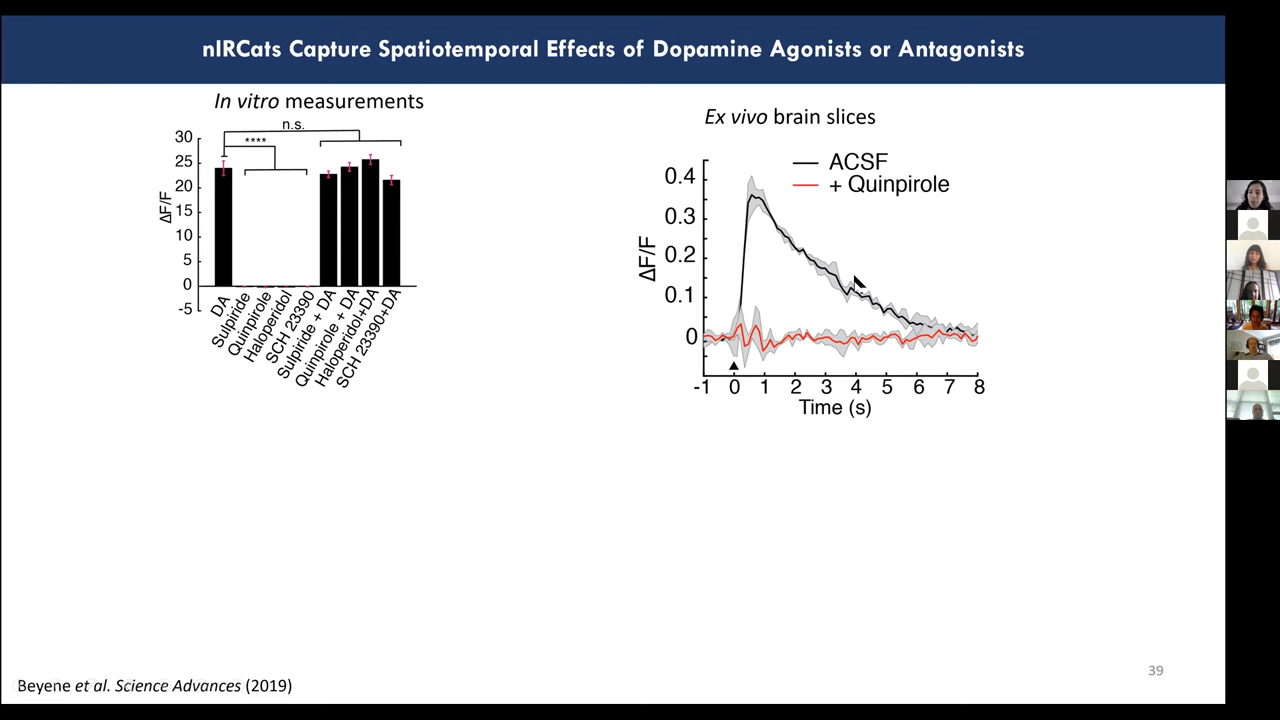 nIRCats Capture Spatiotemporal Effects of Dopamine Agonists or Antagonists
In vitro measurements
n.s.
****
30
25
20
15
10
5
0
-5
ΔF/F
DA
Sulpiride
Quinpirole
Haloperidol
SCH 23390
Sulpiride + DA
Quinpirole + DA
Haloperidol+DA
SCH 23390+DA
Ex vivo brain slices
ACSF
+ Quinpirole
0.4
0.3
0.2
0.1
0
ΔF/F
-1 0 1 2 3 4 5 6 7 8
Time (s)
39
Beyene et al. Science Advances (2019)